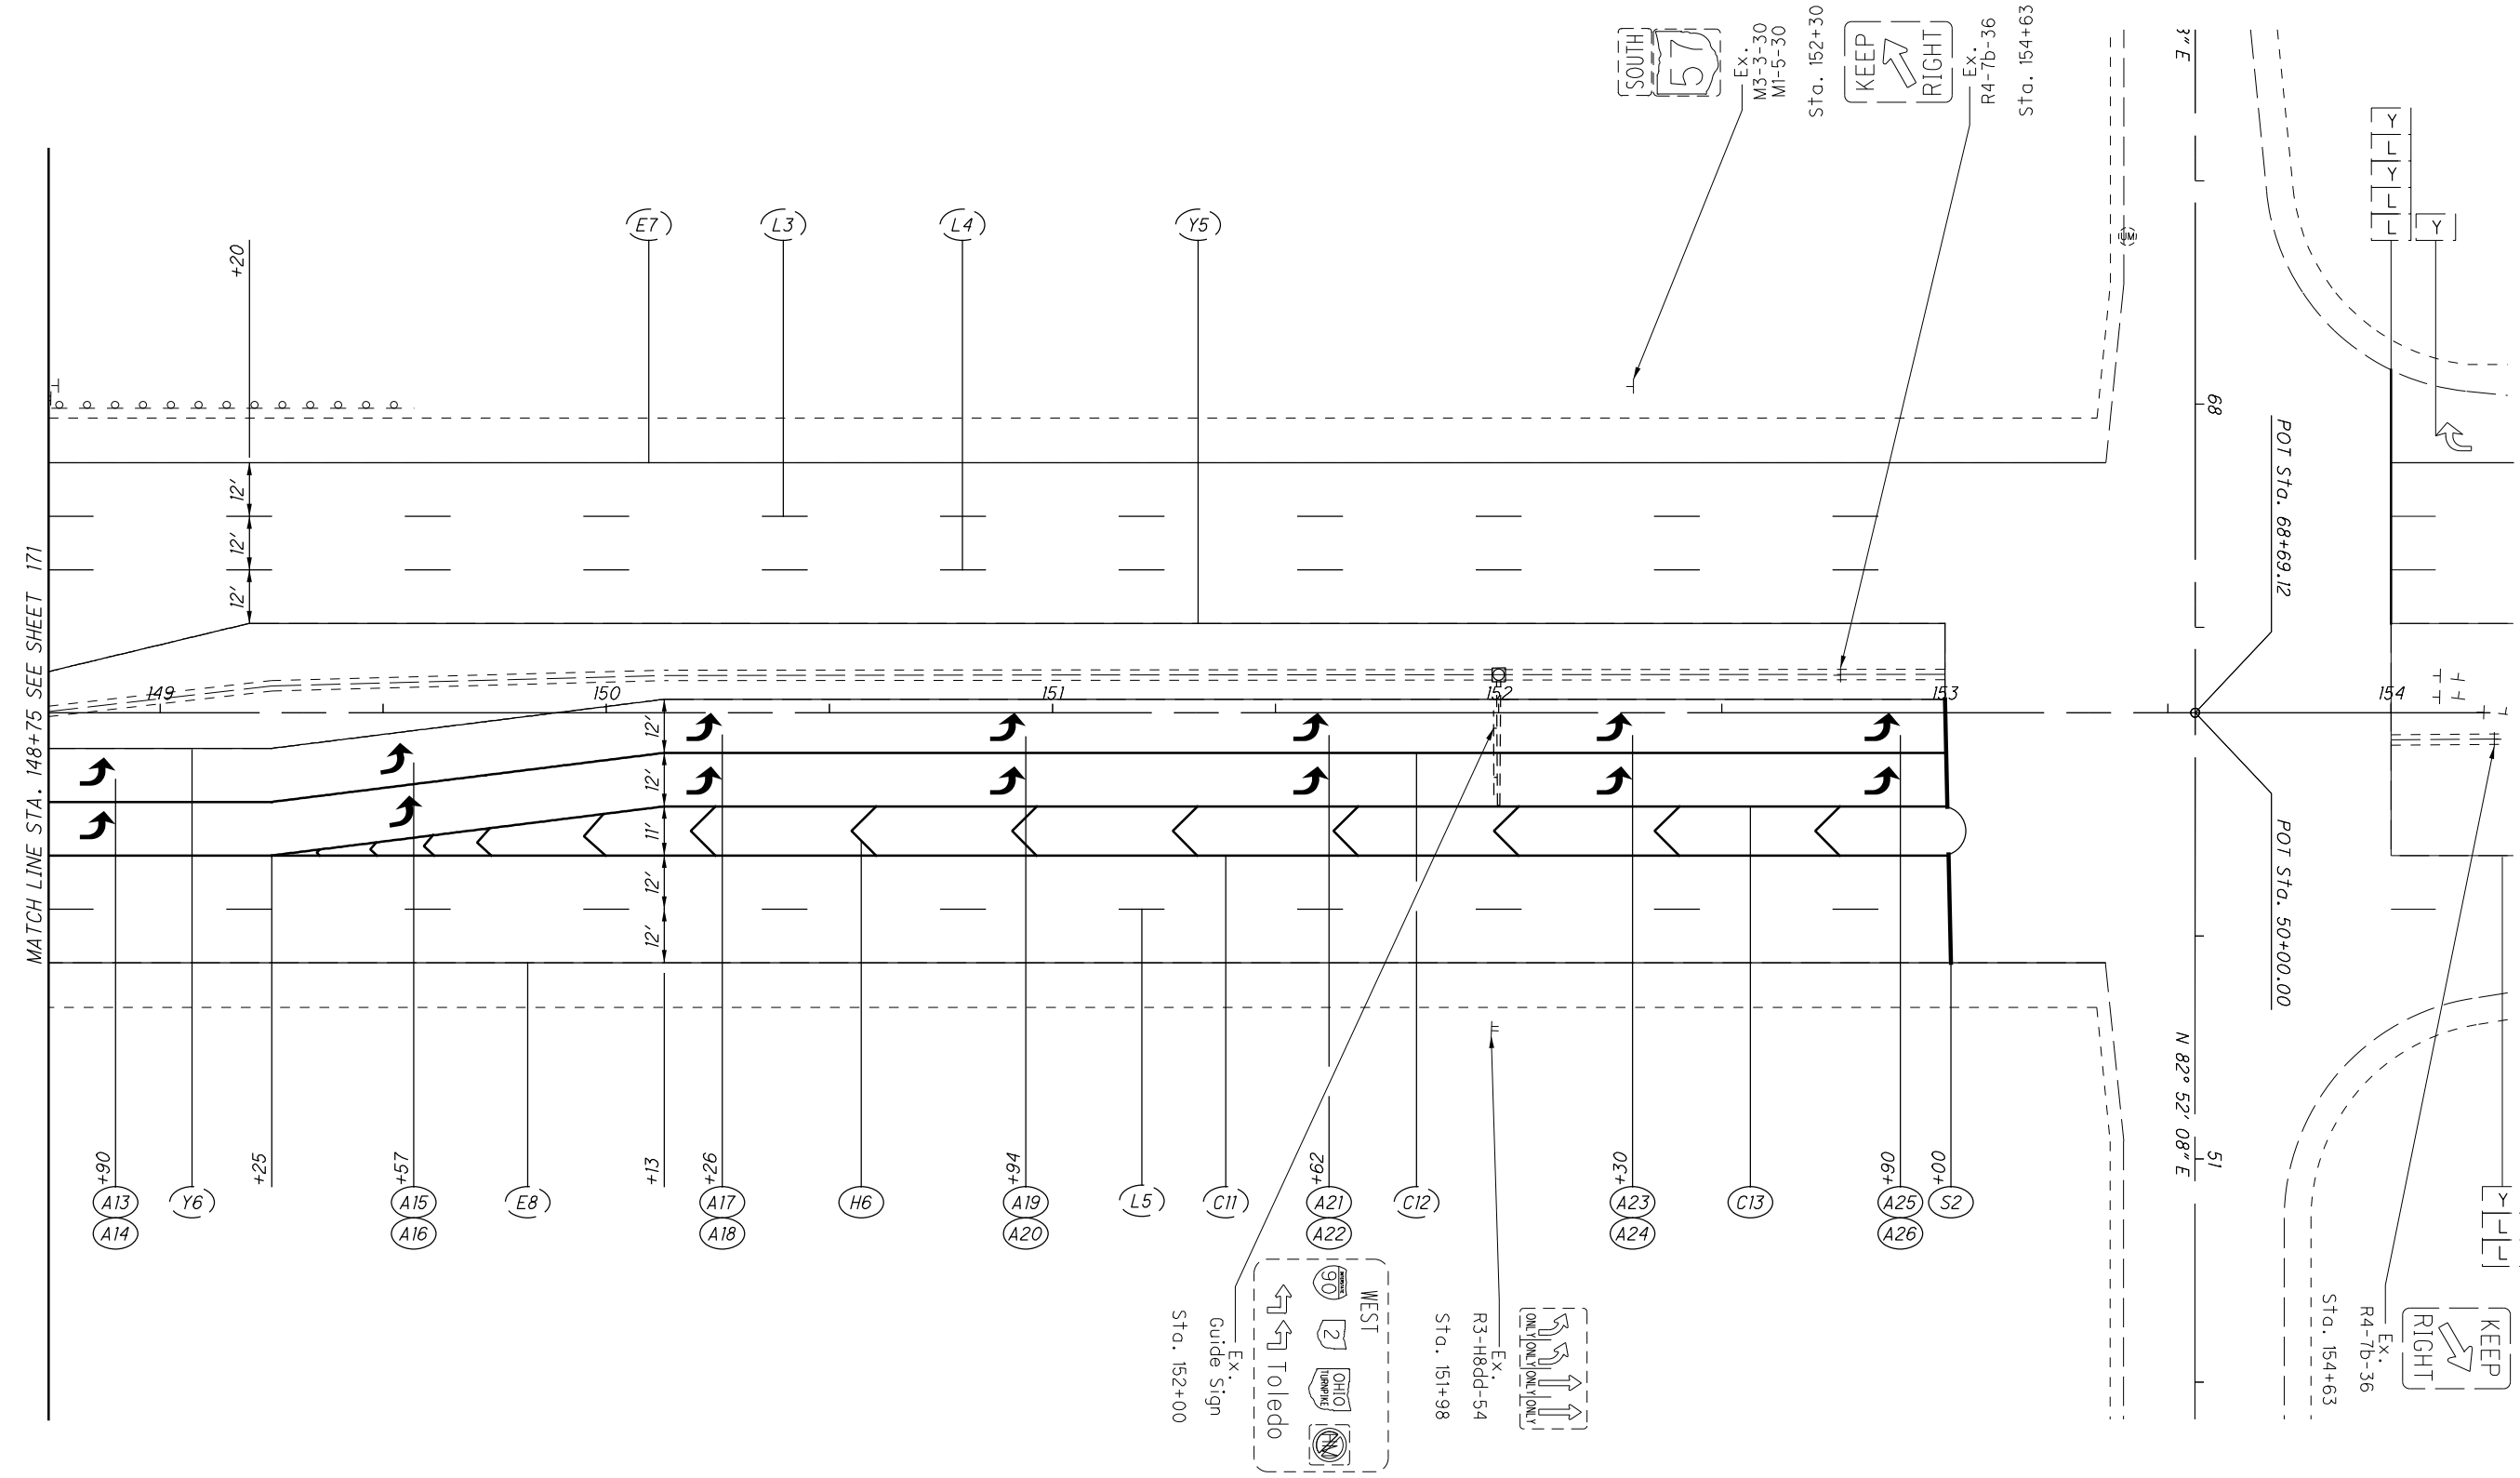 SOUTH
57
Ex.
M3-3-30
M1-5-30
Sta. 152+30
KEEP
RIGHT
Ex.
R4-7b-36
Sta. 154+63
Y
L
Y
L
L
Y
UM
E7
L3
L4
Y5
+20
68
POT Sta. 68+69.12
12'
12'
12'
MATCH LINE STA. 148+75 SEE SHEET 171
149
150
151
152
153
154
12'
12'
11'
12'
12'
POT Sta. 50+00.00
N 82° 52' 08" E
51
+90
+25
+57
+13
+26
+94
+62
+30
+90
+00
A13
A14
Y6
A15
A16
E8
A17
A18
H6
A19
A20
L5
C11
A21
A22
C12
A23
A24
C13
A25
A26
S2
Y
L
L
WEST
INTERSTATE
90
2
OHIO
TURNPIKE
HM
Toledo
Ex.
Guide Sign
Sta. 152+00
ONLY ONLY ONLY ONLY
Ex.
R3-H8dd-54
Sta. 151+98
KEEP
RIGHT
Ex.
R4-7b-36
Sta. 154+63